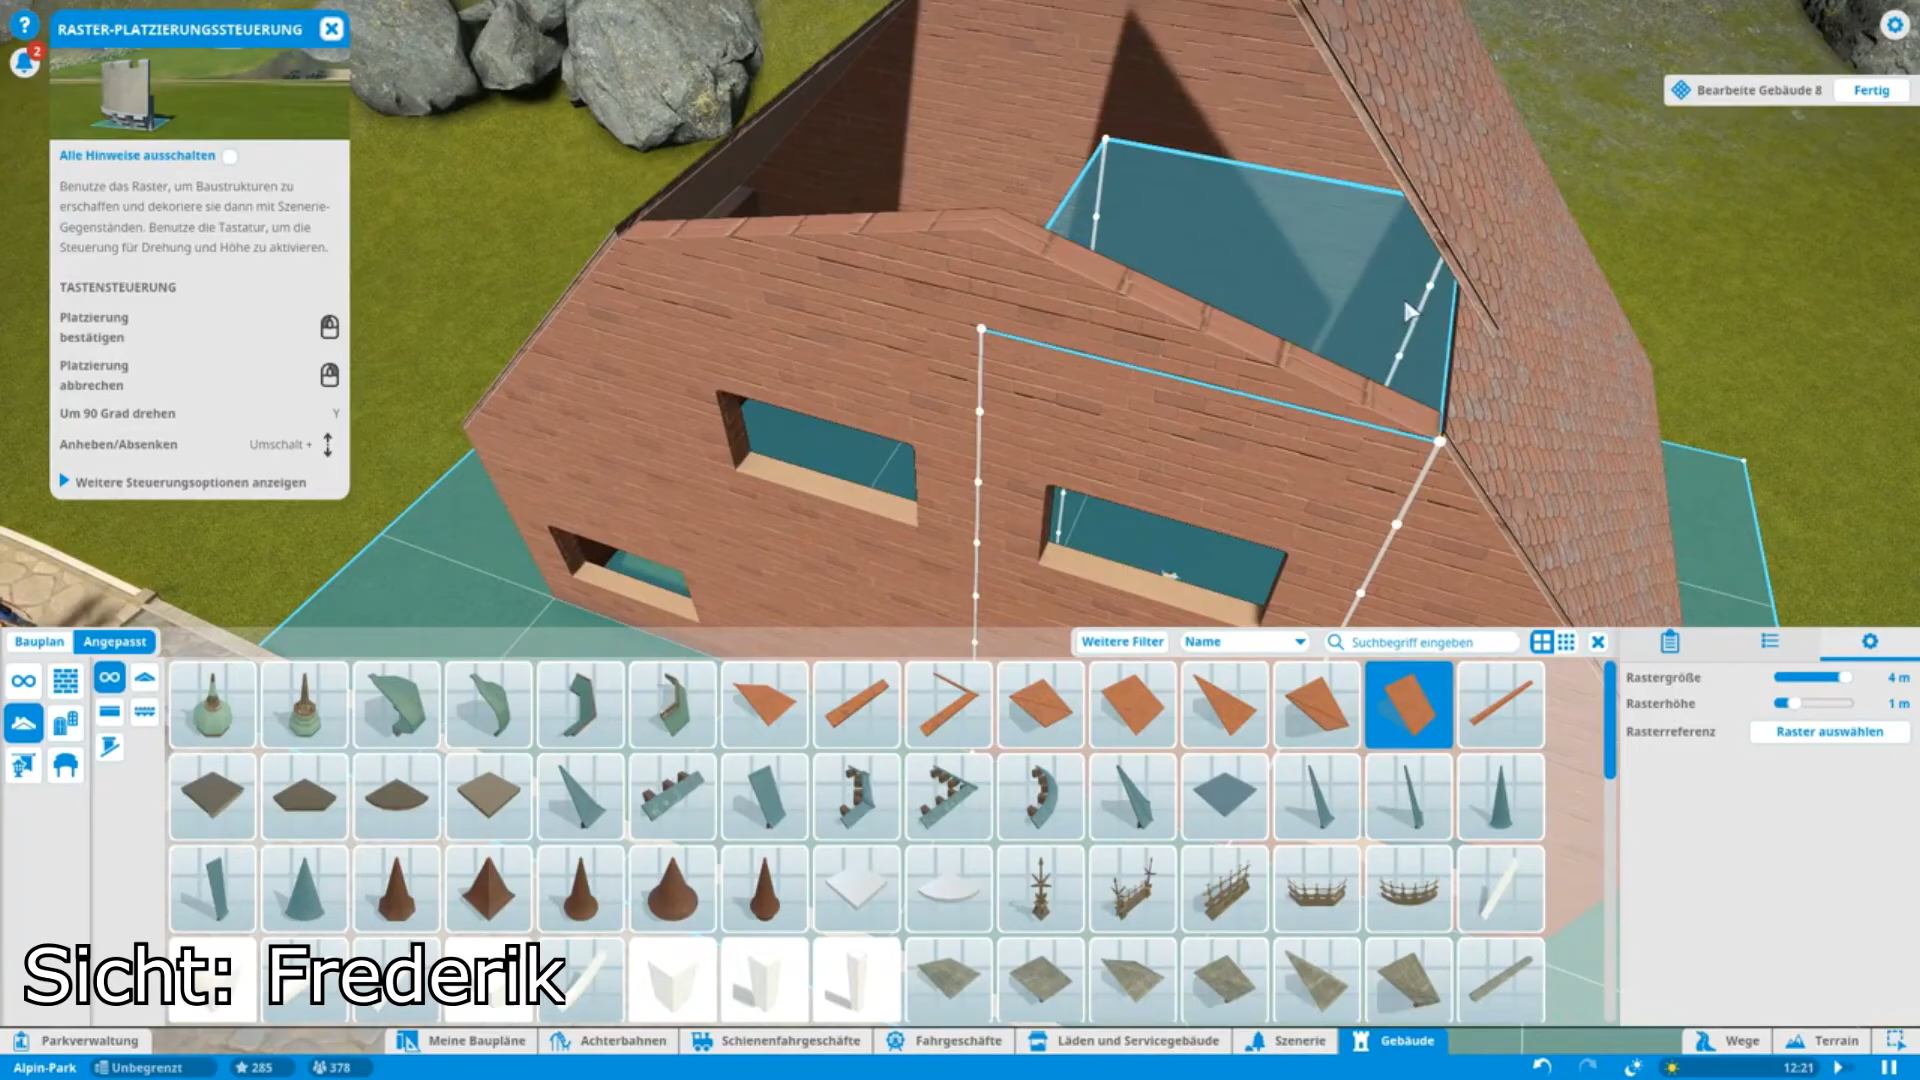 ?
RASTER-PLATZIERUNGSSTEUERUNG
2
Alle Hinweise ausschalten
Benutze das Raster, um Baustrukturen zu
erschaffen und dekoriere sie dann mit Szenerie-
Gegenständen. Benutze die Tastatur, um die
Steuerung für Drehung und Höhe zu aktivieren.
TASTENSTEUERUNG
Platzierung
bestätigen
Platzierung
abbrechen
Um 90 Grad drehen Y
Anheben/Absenken Umschalt +
Weitere Steuerungsoptionen anzeigen
Bearbeite Gebäude 8 Fertig
Bauplan Angepasst
Weitere Filter Name Suchbegriff eingeben
Rastergröße 4 m
Rasterhöhe 1 m
Rasterreferenz Raster auswählen
Sicht: Frederik
Parkverwaltung Meine Baupläne Achterbahnen Schienenfahrgeschäfte Fahrgeschäfte Läden und Servicegebäude Szenerie Gebäude Wege Terrain
Alpin-Park Unbegrenzt 285 378 12:21